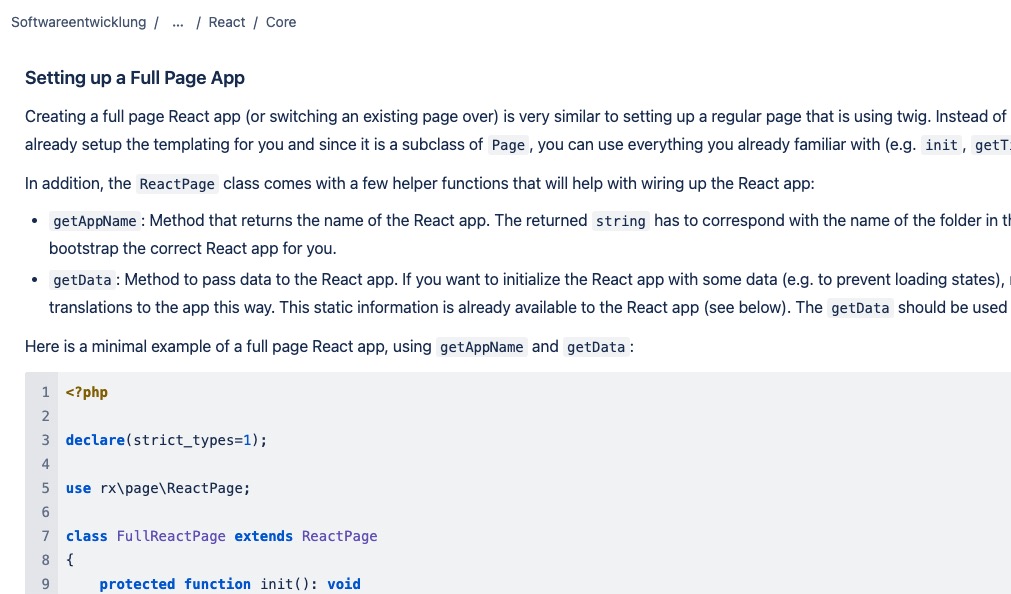 Softwareentwicklung / ... / React / Core
Setting up a Full Page App
Creating a full page React app (or switching an existing page over) is very similar to setting up a regular page that is using twig. Instead of
already setup the templating for you and since it is a subclass of Page , you can use everything you already familiar with (e.g. init ,
In addition, the ReactPage class comes with a few helper functions that will help with wiring up the React app:
• getAppName : Method that returns the name of the React app. The returned string has to correspond with the name of the folder in
bootstrap the correct React app for you.
• getData : Method to pass data to the React app. If you want to initialize the React app with some data (e.g. to prevent loading states),
translations to the app this way. This static information is already available to the React app (see below). The getData should be used
Here is a minimal example of a full page React app, using getAppName and getData :
1 <?php
2
3 declare(strict_types=1);
4
5 use rx\page\ReactPage;
6
7 class FullReactPage extends ReactPage
8 {
9 protected function init(): void